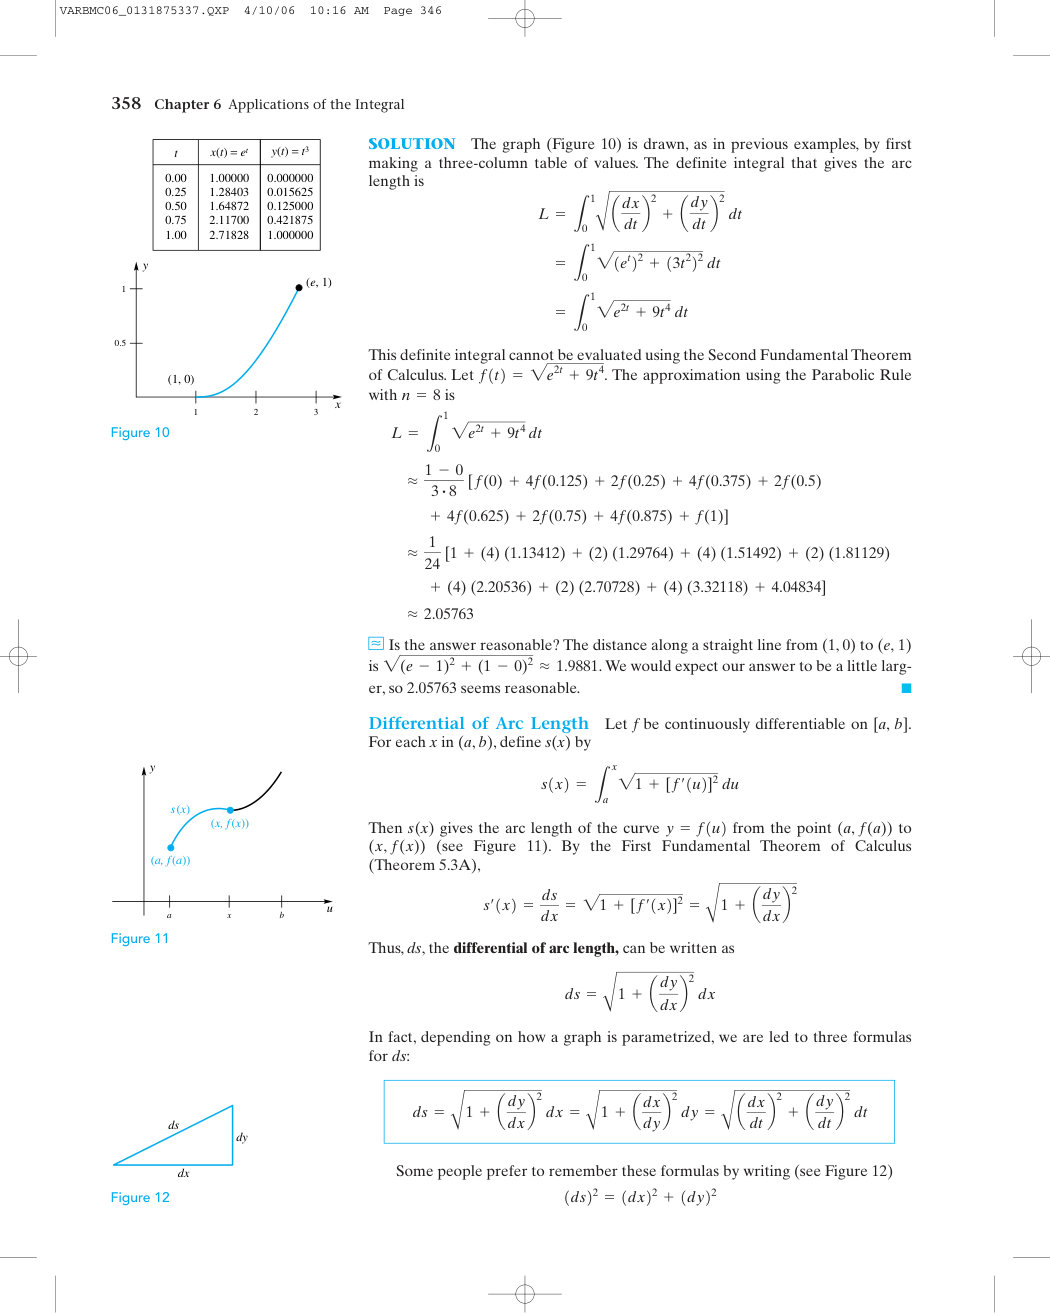 VARBMC06_0131875337.QXP 4/10/06 10:16 AM Page 346
358 Chapter 6 Applications of the Integral
t x(t) = e^t y(t) = t^3
0.00 1.00000 0.000000
0.25 1.28403 0.015625
0.50 1.64872 0.125000
0.75 2.11700 0.421875
1.00 2.71828 1.000000
y
(e, 1)
1
0.5
(1, 0)
1 2 3 x
Figure 10
SOLUTION The graph (Figure 10) is drawn, as in previous examples, by first
making a three-column table of values. The definite integral that gives the arc
length is
L = ∫_0^1 √((dx/dt)^2 + (dy/dt)^2) dt
= ∫_0^1 √((e^t)^2 + (3t^2)^2) dt
= ∫_0^1 √(e^{2t} + 9t^4) dt
This definite integral cannot be evaluated using the Second Fundamental Theorem
of Calculus. Let f(t) = √(e^{2t} + 9t^4). The approximation using the Parabolic Rule
with n = 8 is
L = ∫_0^1 √(e^{2t} + 9t^4) dt
≈ (1 − 0)/(3 · 8) [f(0) + 4f(0.125) + 2f(0.25) + 4f(0.375) + 2f(0.5)
+ 4f(0.625) + 2f(0.75) + 4f(0.875) + f(1)]
≈ 1/24 [1 + (4)(1.13412) + (2)(1.29764) + (4)(1.51492) + (2)(1.81129)
+ (4)(2.20536) + (2)(2.70728) + (4)(3.32118) + 4.04834]
≈ 2.05763
≈ Is the answer reasonable? The distance along a straight line from (1, 0) to (e, 1)
is √((e − 1)^2 + (1 − 0)^2) ≈ 1.9881. We would expect our answer to be a little larg-
er, so 2.05763 seems reasonable.
Differential of Arc Length Let f be continuously differentiable on [a, b].
For each x in (a, b), define s(x) by
s(x) = ∫_a^x √(1 + [f′(u)]^2) du
Then s(x) gives the arc length of the curve y = f(u) from the point (a, f(a)) to
(x, f(x)) (see Figure 11). By the First Fundamental Theorem of Calculus
(Theorem 5.3A),
s′(x) = ds/dx = √(1 + [f′(x)]^2) = √(1 + (dy/dx)^2)
Thus, ds, the differential of arc length, can be written as
ds = √(1 + (dy/dx)^2) dx
In fact, depending on how a graph is parametrized, we are led to three formulas
for ds:
ds = √(1 + (dy/dx)^2) dx = √(1 + (dx/dy)^2) dy = √((dx/dt)^2 + (dy/dt)^2) dt
Some people prefer to remember these formulas by writing (see Figure 12)
(ds)^2 = (dx)^2 + (dy)^2
y
s(x)
(x, f(x))
(a, f(a))
a x b u
Figure 11
ds
dy
dx
Figure 12